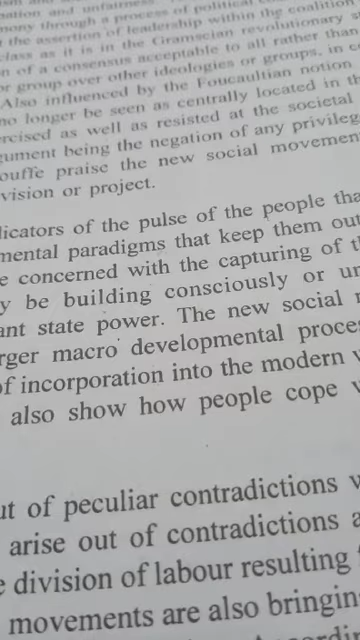 mony through a process of political
the assertion of leadership within the coalition
class as it is in the Gramscian revolutionary
n of a consensus acceptable to all rather than
or group over other ideologies or groups, in
Also influenced by the Foucaultian notion
no longer be seen as centrally located in th
ercised as well as resisted at the societal
gument being the negation of any privileg
ouffe praise the new social movemen
vision or project.
licators of the pulse of the people tha
mental paradigms that keep them out
e concerned with the capturing of t
y be building consciously or un
ant state power. The new social
rger macro developmental proces
of incorporation into the modern
also show how people cope
ut of peculiar contradictions
arise out of contradictions a
e division of labour resulting
movements are also bringin